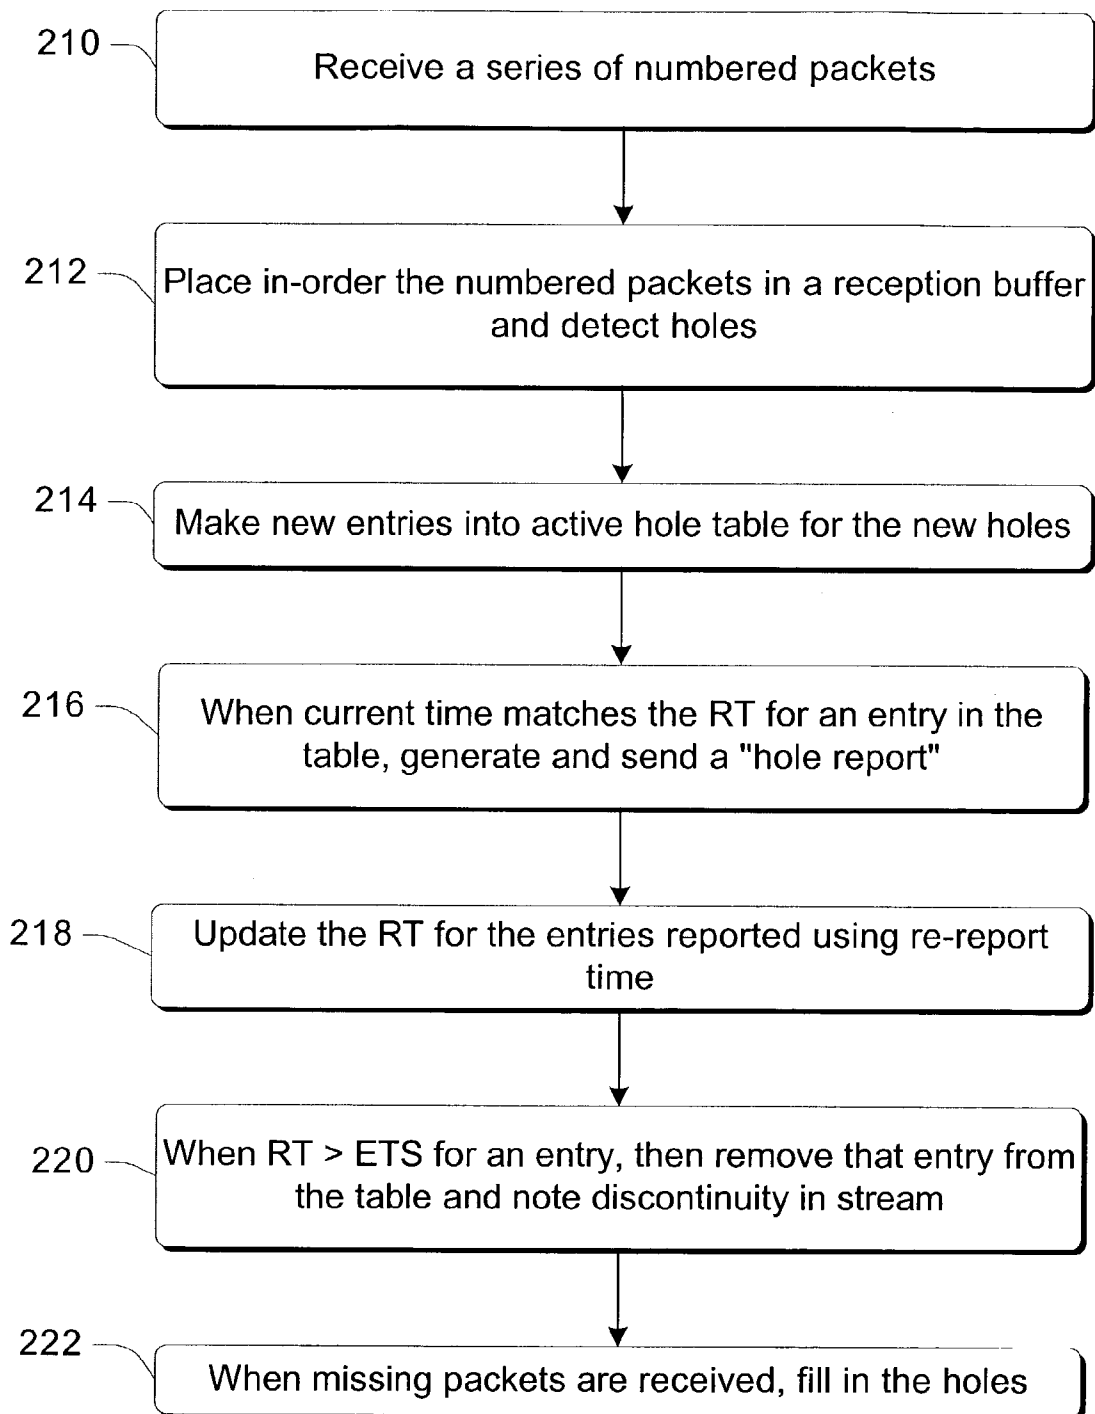 210
Receive a series of numbered packets
212
Place in-order the numbered packets in a reception buffer
and detect holes
214
Make new entries into active hole table for the new holes
216
When current time matches the RT for an entry in the
table, generate and send a "hole report"
218
Update the RT for the entries reported using re-report
time
220
When RT > ETS for an entry, then remove that entry from
the table and note discontinuity in stream
222
When missing packets are received, fill in the holes